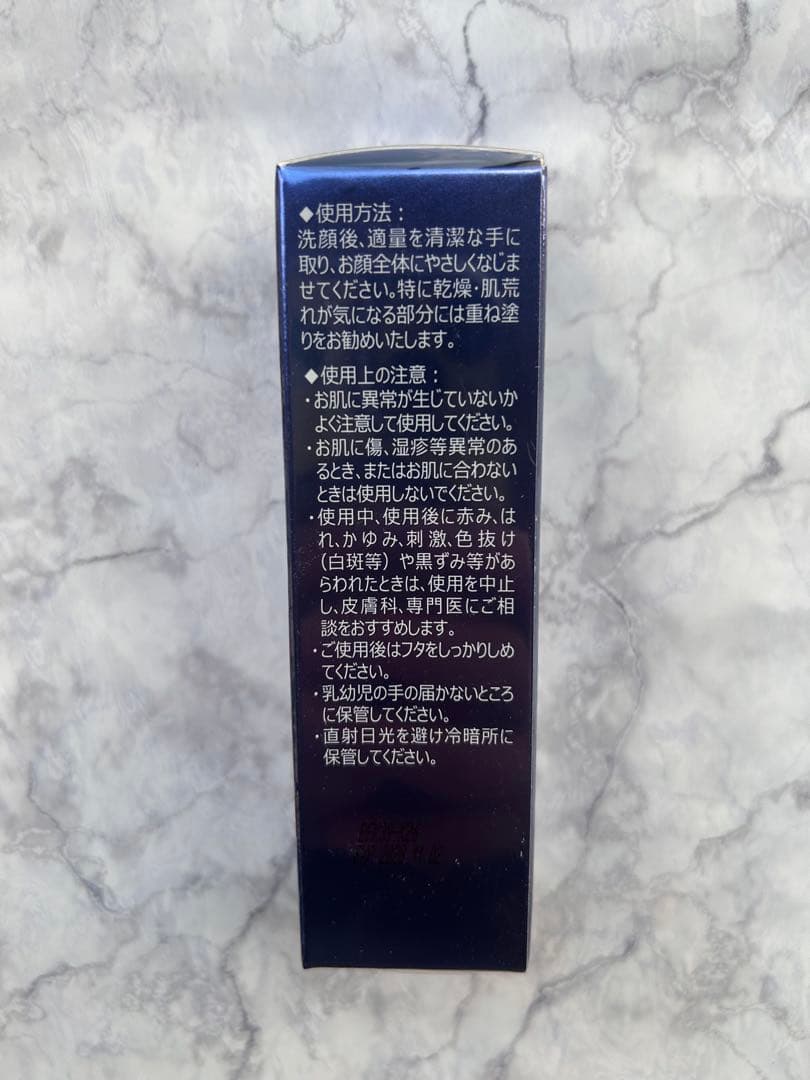 ◆使用方法：
洗顔後、適量を清潔な手に
取り、お顔全体にやさしくなじま
せてください。特に乾燥・肌荒
れが気になる部分には重ね塗
りをお勧めいたします。
◆使用上の注意：
・お肌に異常が生じていないか
よく注意して使用してください。
・お肌に傷、湿疹等異常のあ
るとき、またはお肌に合わない
ときは使用しないでください。
・使用中、使用後に赤み、は
れ、かゆみ、刺激、色抜け
（白斑等）や黒ずみ等があ
らわれたときは、使用を中止
し、皮膚科、専門医にご相
談をおすすめします。
・ご使用後はフタをしっかりしめ
てください。
・乳幼児の手の届かないところ
に保管してください。
・直射日光を避け冷暗所に
保管してください。